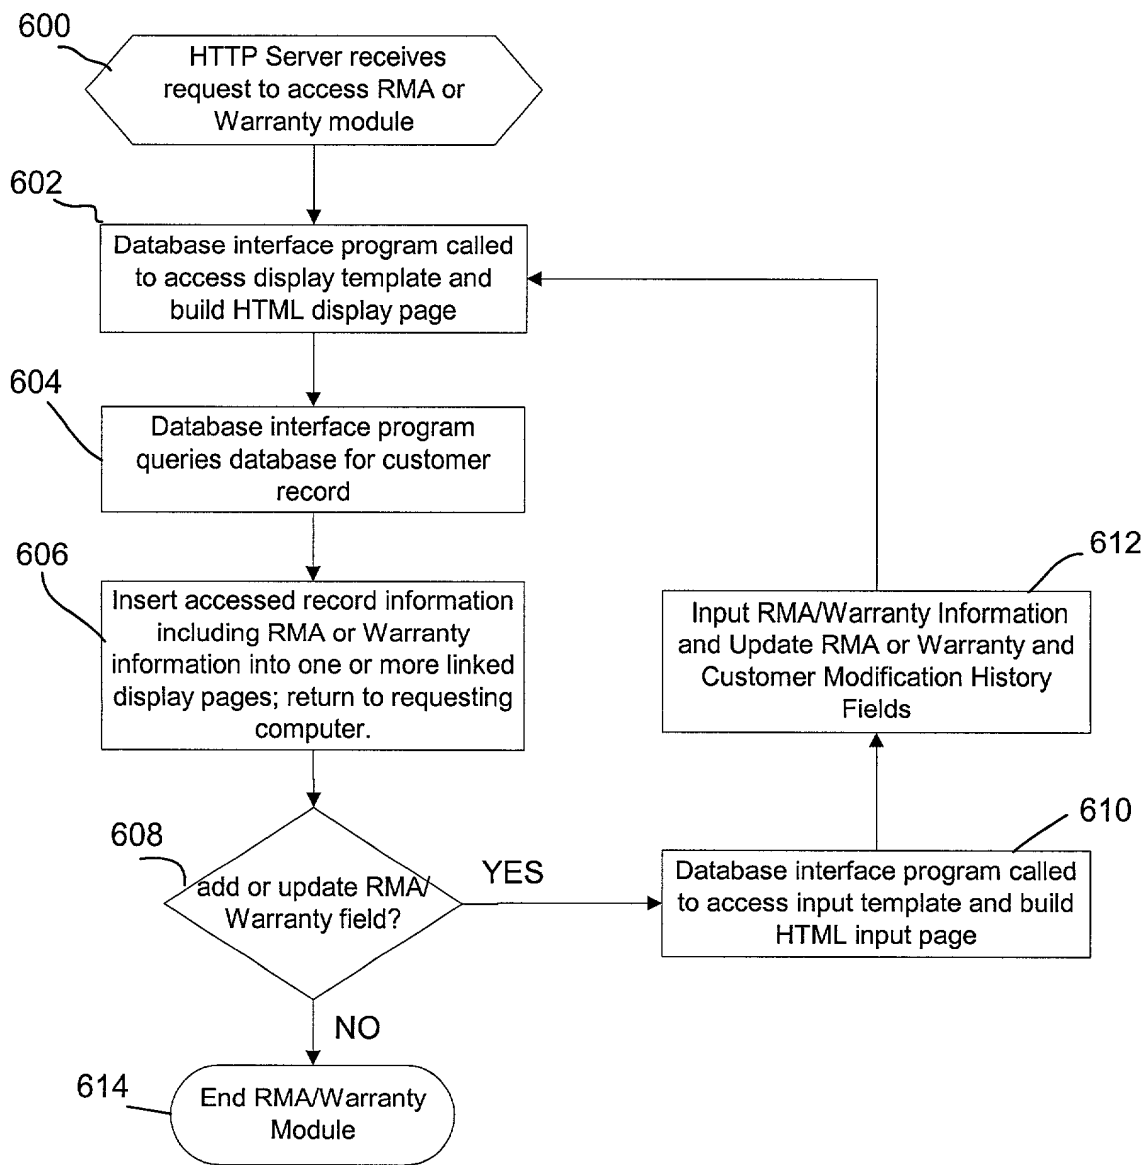 600
HTTP Server receives
request to access RMA or
Warranty module
602
Database interface program called
to access display template and
build HTML display page
604
Database interface program
queries database for customer
record
606
Insert accessed record information
including RMA or Warranty
information into one or more linked
display pages; return to requesting
computer.
612
Input RMA/Warranty Information
and Update RMA or Warranty and
Customer Modification History
Fields
608
add or update RMA/
Warranty field?
YES
610
Database interface program called
to access input template and build
HTML input page
NO
614
End RMA/Warranty
Module